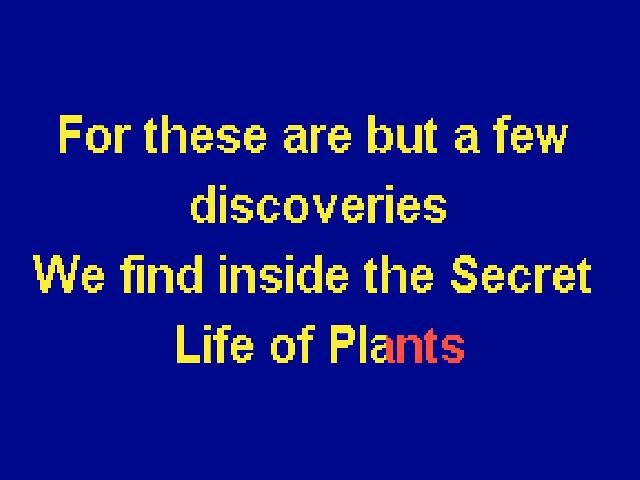 For these are but a few
discoveries
We find inside the Secret
Life of Plants